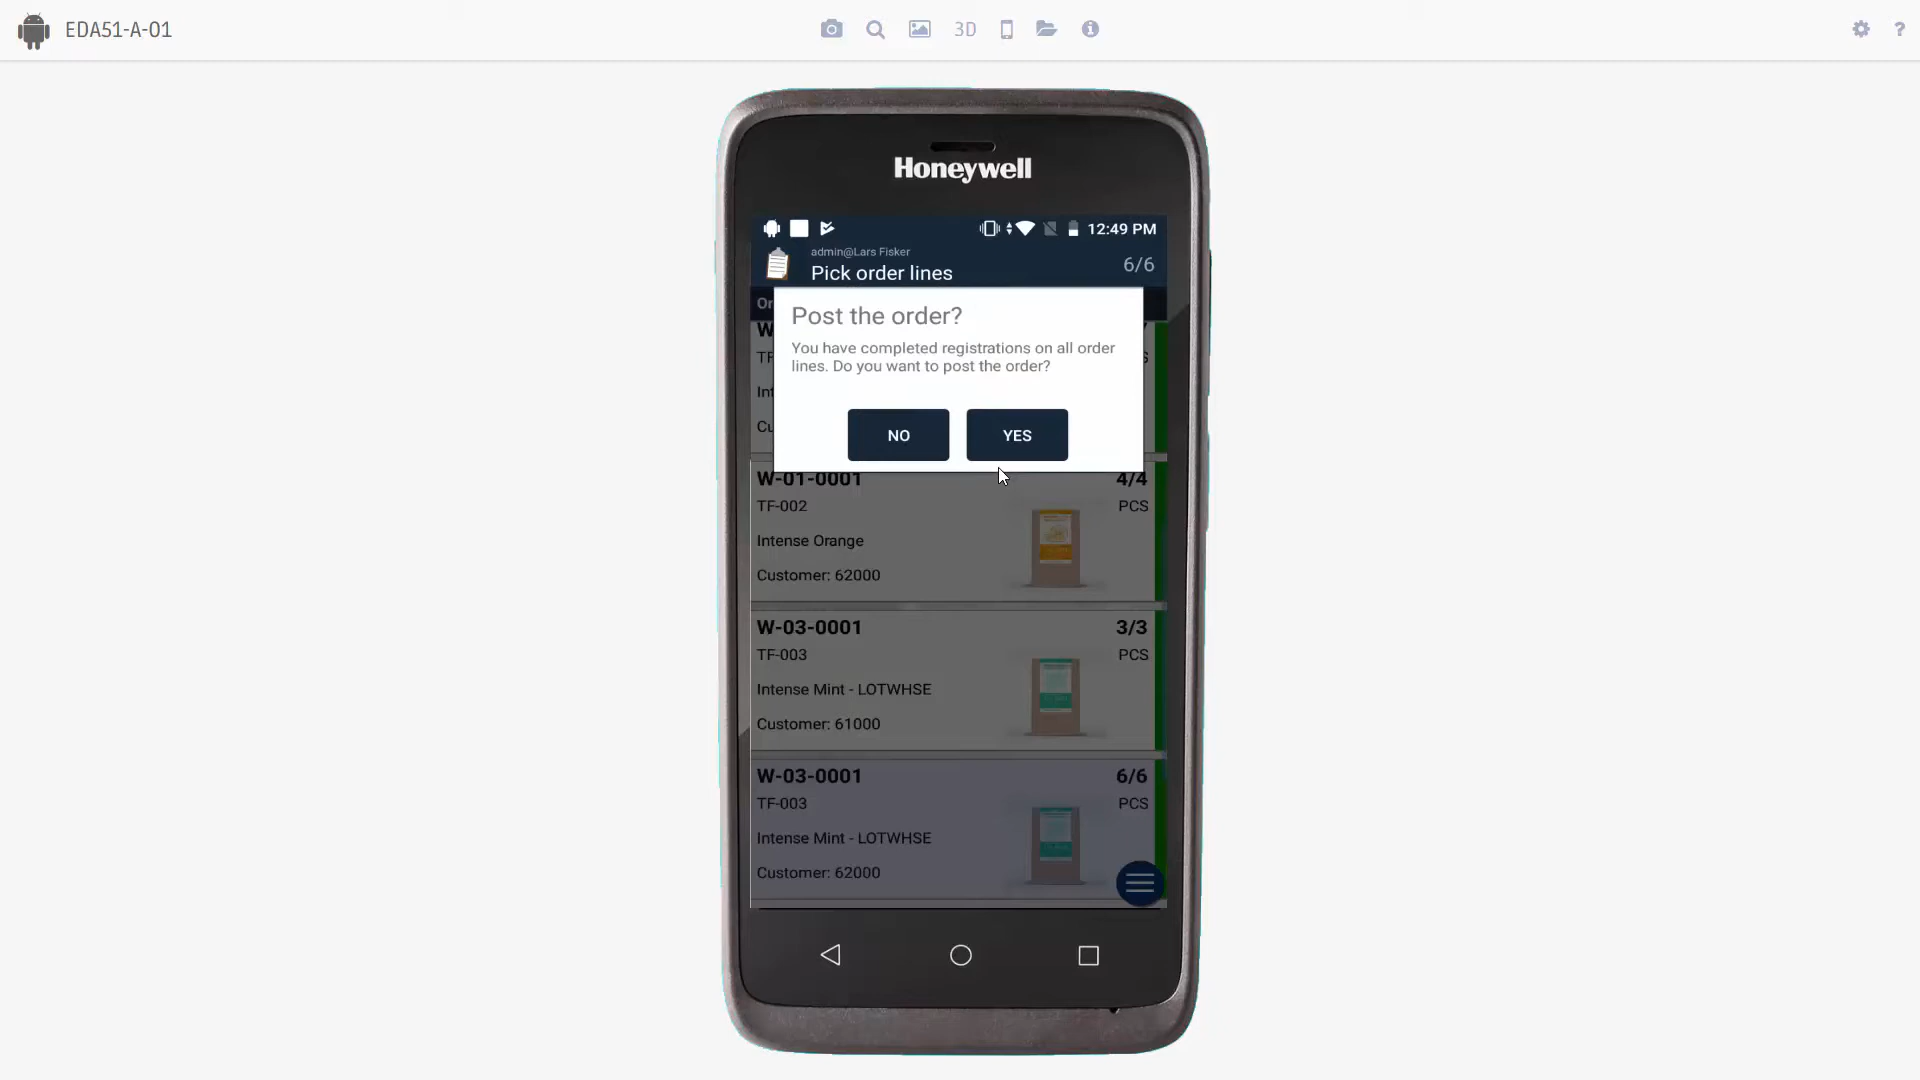 EDA51-A-01
3D
?
Honeywell
12:49 PM
admin@Lars Fisker
Pick order lines
6/6
Or
Post the order?
You have completed registrations on all order
lines. Do you want to post the order?
NO
YES
W-01-0001
4/4
TF-002
PCS
Intense Orange
Customer: 62000
W-03-0001
3/3
TF-003
PCS
Intense Mint - LOTWHSE
Customer: 61000
W-03-0001
6/6
TF-003
PCS
Intense Mint - LOTWHSE
Customer: 62000